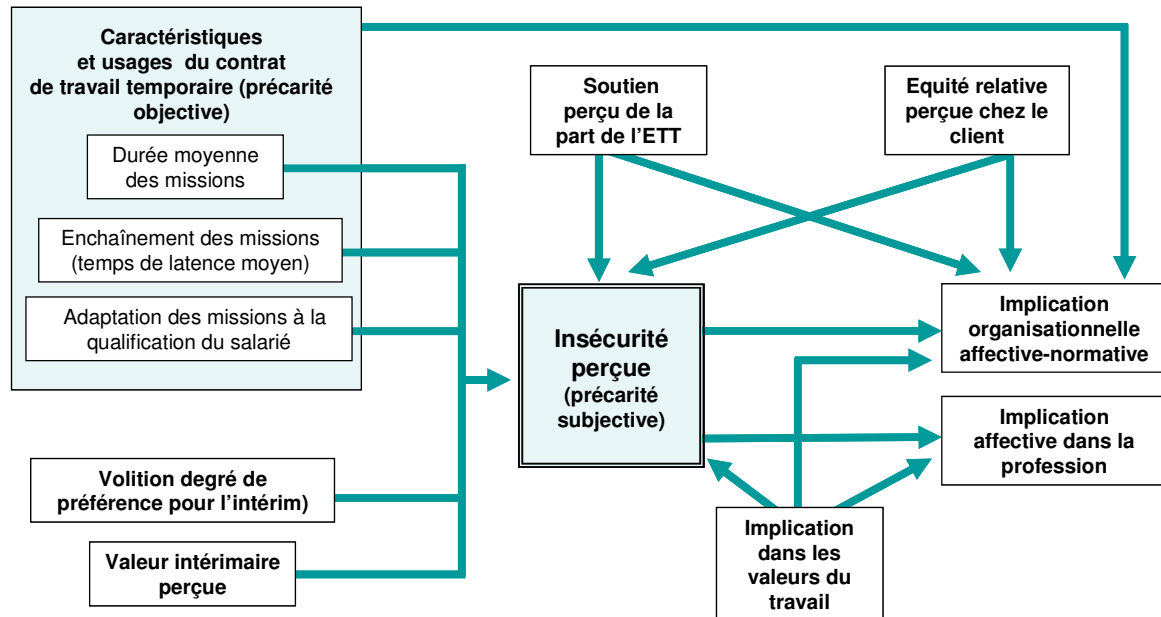 Caractéristiques
et usages du contrat
de travail temporaire (précarité
objective)
Durée moyenne
des missions
Enchaînement des missions
(temps de latence moyen)
Adaptation des missions à la
qualification du salarié
Volition degré de
préférence pour l'intérim)
Valeur intérimaire
perçue
Soutien
perçu de la
part de l'ETT
Equité relative
perçue chez le
client
Insécurité
perçue
(précarité
subjective)
Implication
organisationnelle
affective-normative
Implication
affective dans la
profession
Implication
dans les
valeurs du
travail